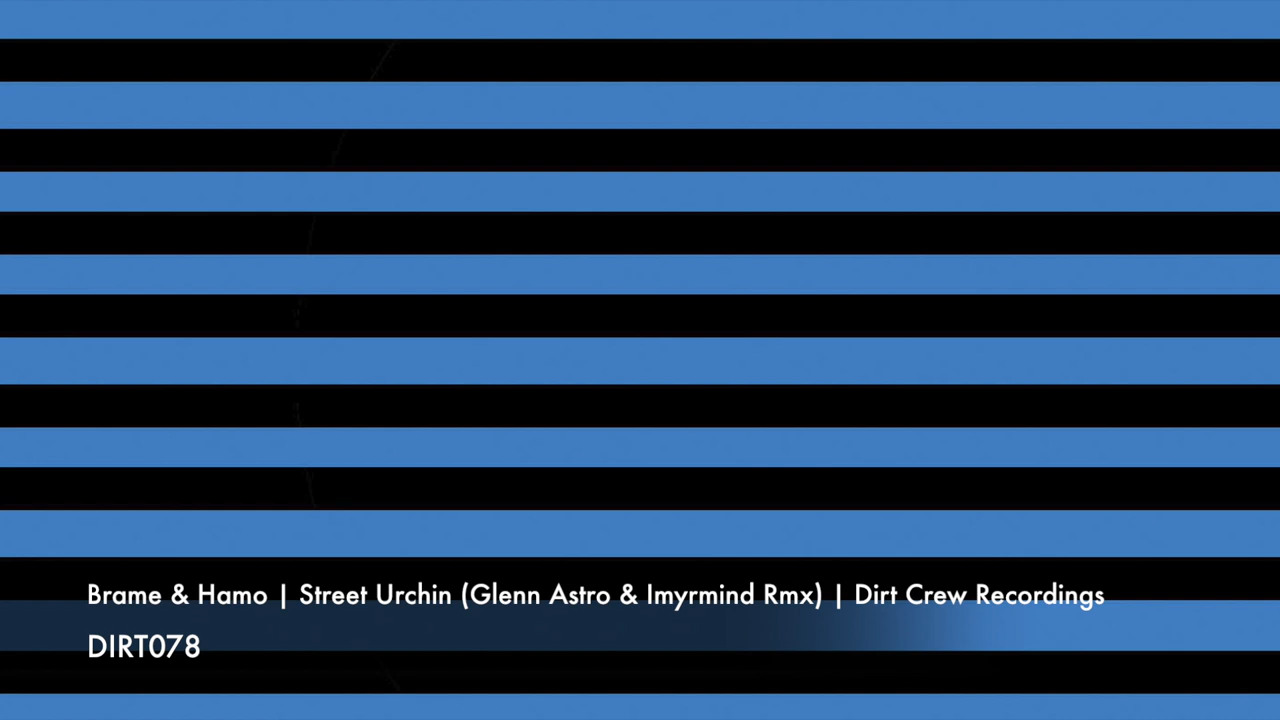 Brame & Hamo | Street Urchin (Glenn Astro & Imyrmind Rmx) | Dirt Crew Recordings
DIRT078